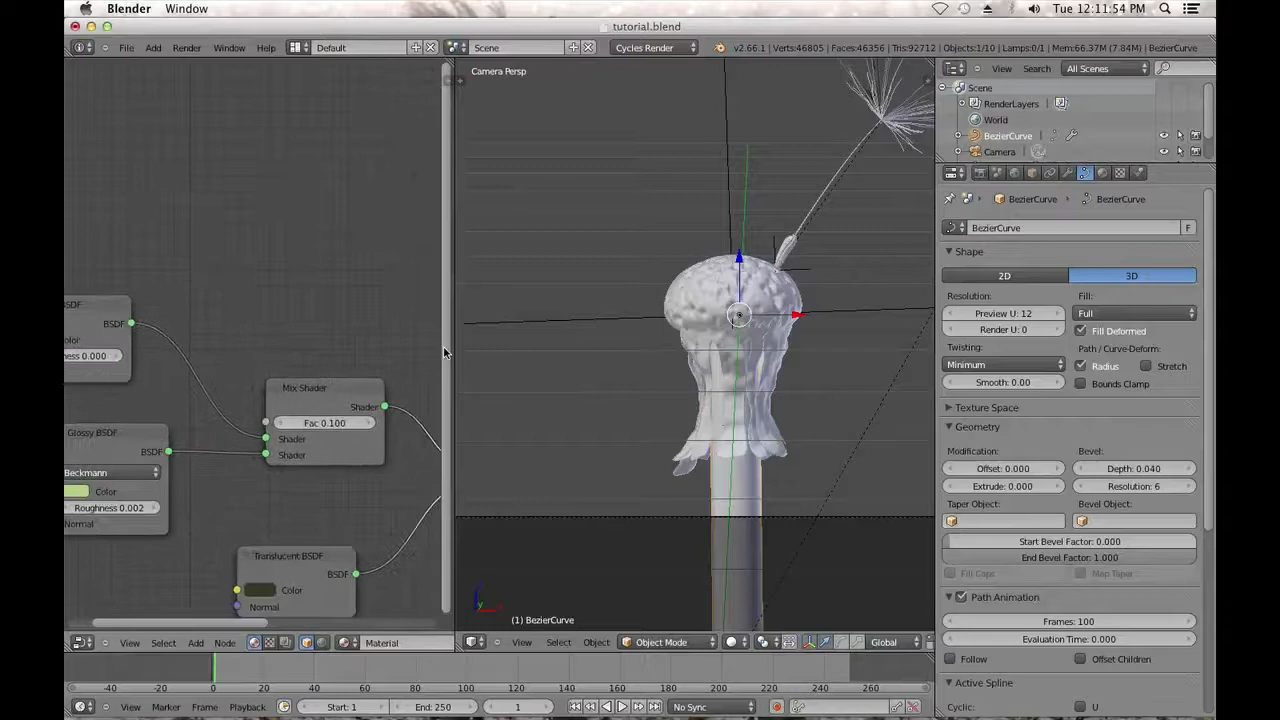 Blender Window Tue 12:11:54 PM
tutorial.blend
File Add Render Window Help Default Scene Cycles Render v2.66.1 | Verts:46805 | Faces:46356 | Tris:92712 | Objects:1/10 | Lamps:0/1 | Mem:66.37M (7.84M) | BezierCurve
Camera Persp
View Search All Scenes
Scene
RenderLayers
World
BezierCurve
Camera
BezierCurve BezierCurve
BezierCurve F
Shape
2D 3D
Resolution: Fill:
Preview U: 12 Full
Render U: 0 Fill Deformed
Twisting: Path / Curve-Deform:
Minimum Radius Stretch
Smooth: 0.00 Bounds Clamp
Texture Space
Geometry
Modification: Bevel:
Offset: 0.000 Depth: 0.040
Extrude: 0.000 Resolution: 6
Taper Object: Bevel Object:
Start Bevel Factor: 0.000
End Bevel Factor: 1.000
Fill Caps Map Taper
Path Animation
Frames: 100
Evaluation Time: 0.000
Follow Offset Children
Active Spline
Cyclic: U
BSDF
BSDF
olor
hness 0.000
Mix Shader
Shader
Fac 0.100
Shader
Shader
Glossy BSDF
BSDF
Beckmann
Color
Roughness 0.002
Normal
Translucent BSDF
BSDF
Color
Normal
y
(1) BezierCurve
View Select Add Node Material
View Select Object Object Mode Global
-40 -20 0 20 40 60 80 100 120 140 160 180 200 220 240 260
View Marker Frame Playback Start: 1 End: 250 1 No Sync